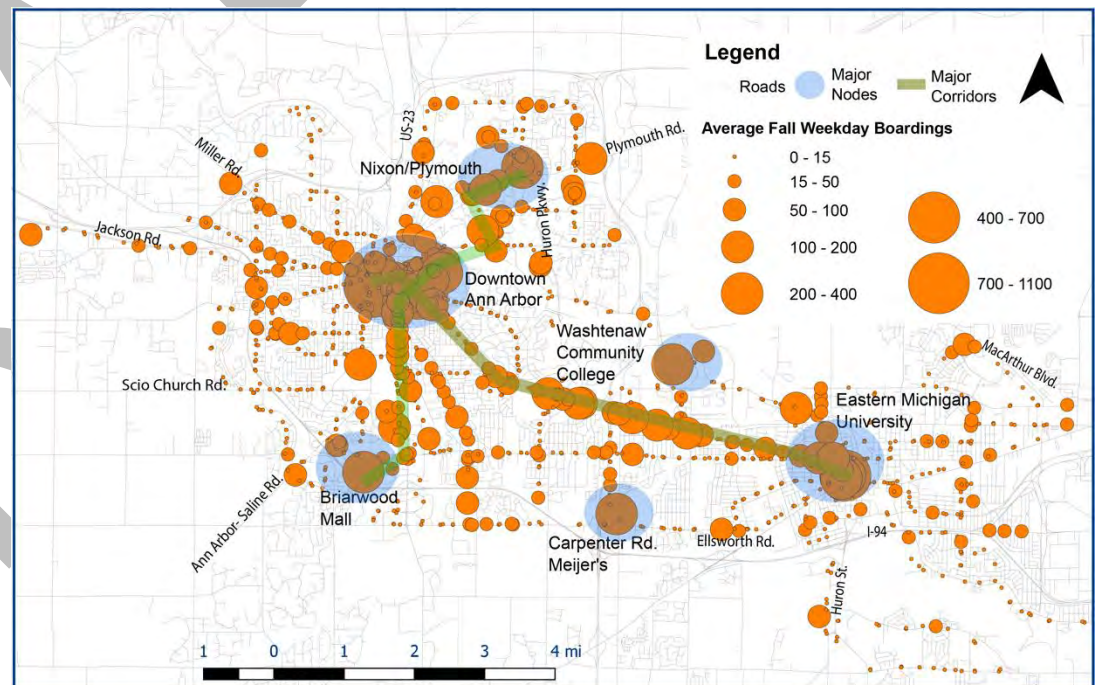 Legend
Roads
Major
Nodes
Major
Corridors
Average Fall Weekday Boardings
0 - 15
15 - 50
50 - 100
100 - 200
200 - 400
400 - 700
700 - 1100
US-23
Plymouth Rd.
Miller Rd.
Nixon/Plymouth
Huron Pkwy.
Jackson Rd.
Downtown
Ann Arbor
Washtenaw
Community
College
MacArthur Blvd.
Scio Church Rd.
Eastern Michigan
University
Ann Arbor- Saline Rd.
Briarwood
Mall
Carpenter Rd.
Meijer's
Ellsworth Rd.
I-94
Huron St.
1 0 1 2 3 4 mi